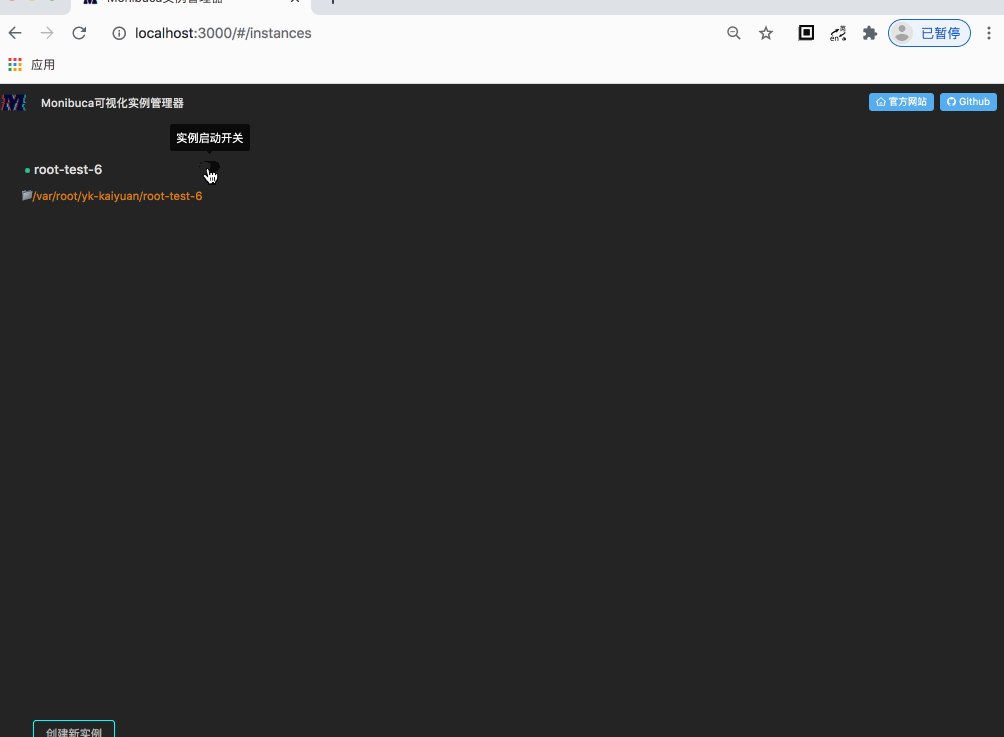 Monibuca实例管理器
localhost:3000/#/instances
已暂停
应用
Monibuca可视化实例管理器
官方网站
Github
实例启动开关
root-test-6
/var/root/yk-kaiyuan/root-test-6
创建新实例